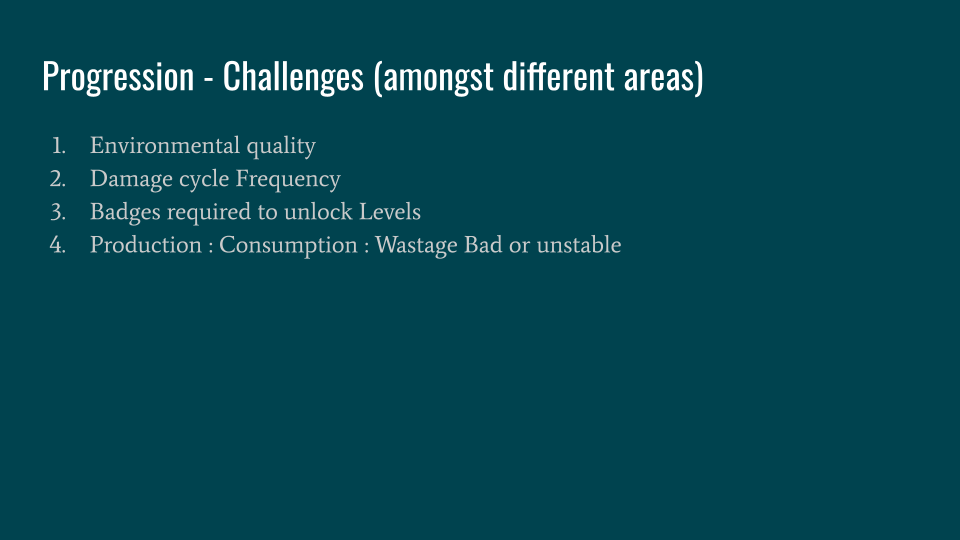 Progression - Challenges (amongst different areas)
1. Environmental quality
2. Damage cycle Frequency
3. Badges required to unlock Levels
4. Production : Consumption : Wastage Bad or unstable